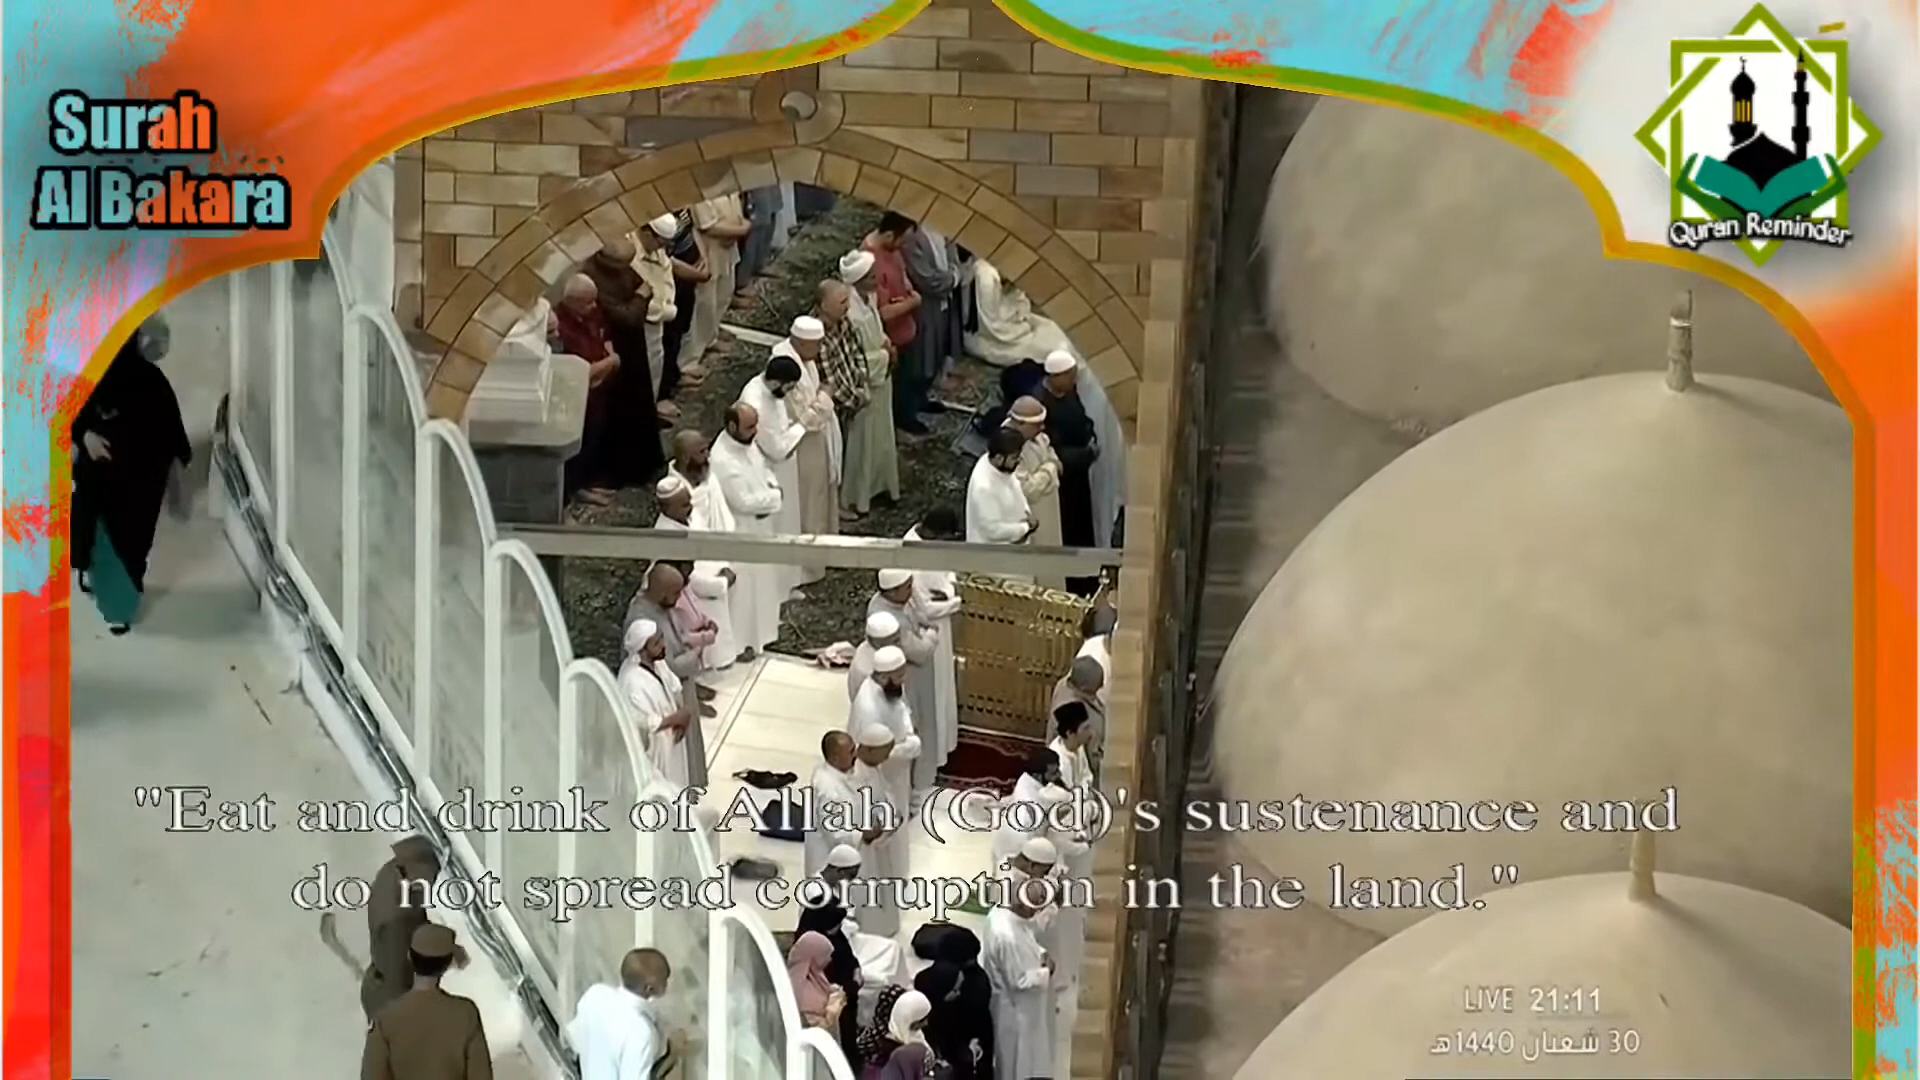 Surah
Al Bakara
Quran Reminder
"Eat and drink of Allah (God)'s sustenance and
do not spread corruption in the land."
LIVE 21:11
30 شعبان 1440هـ